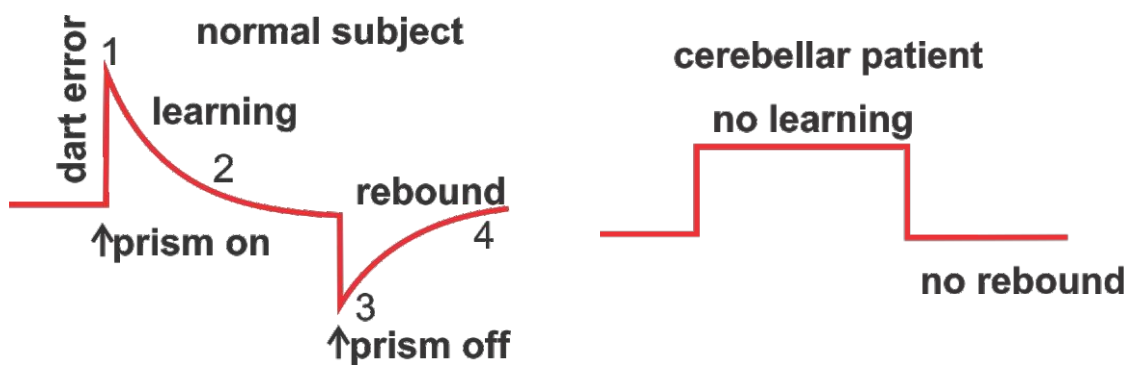 normal subject
dart error
1
learning
2
↑prism on
rebound
4
3
↑prism off
cerebellar patient
no learning
no rebound